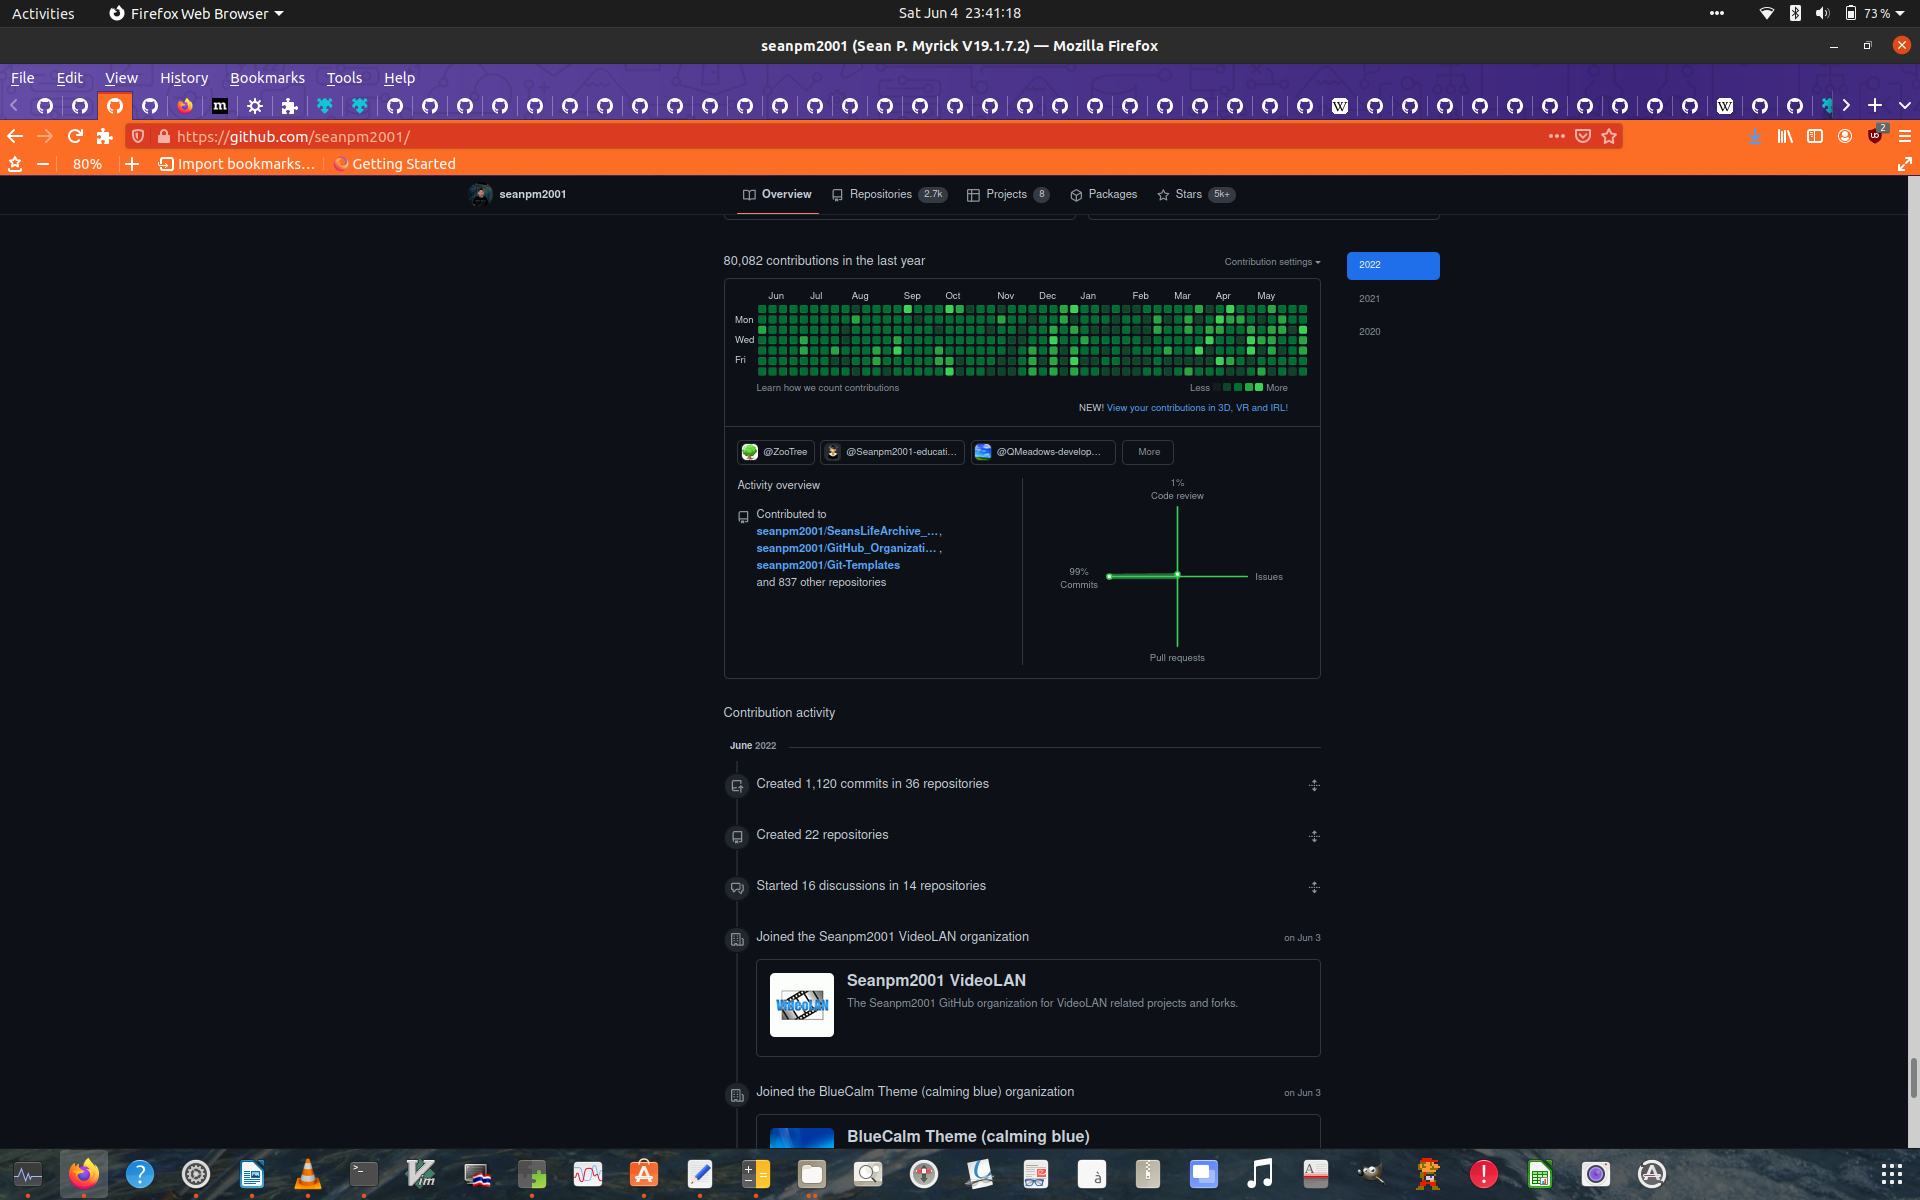 Activities
Firefox Web Browser
Sat Jun 4 23:41:18
73 %
seanpm2001 (Sean P. Myrick V19.1.7.2) — Mozilla Firefox
File Edit View History Bookmarks Tools Help
https://github.com/seanpm2001/
2
80%
Import bookmarks...
Getting Started
seanpm2001
Overview
Repositories 2.7k
Projects 8
Packages
Stars 5k+
80,082 contributions in the last year
Contribution settings
2022
2021
2020
Jun Jul Aug Sep Oct Nov Dec Jan Feb Mar Apr May
Mon
Wed
Fri
Learn how we count contributions
Less
More
NEW! View your contributions in 3D, VR and IRL!
@ZooTree
@Seanpm2001-educati...
@QMeadows-develop...
More
Activity overview
Contributed to
seanpm2001/SeansLifeArchive_...,
seanpm2001/GitHub_Organizati... ,
seanpm2001/Git-Templates
and 837 other repositories
1%
Code review
99%
Commits
Issues
Pull requests
Contribution activity
June 2022
Created 1,120 commits in 36 repositories
Created 22 repositories
Started 16 discussions in 14 repositories
Joined the Seanpm2001 VideoLAN organization
on Jun 3
VideoLAN
Seanpm2001 VideoLAN
The Seanpm2001 GitHub organization for VideoLAN related projects and forks.
Joined the BlueCalm Theme (calming blue) organization
on Jun 3
BlueCalm Theme (calming blue)